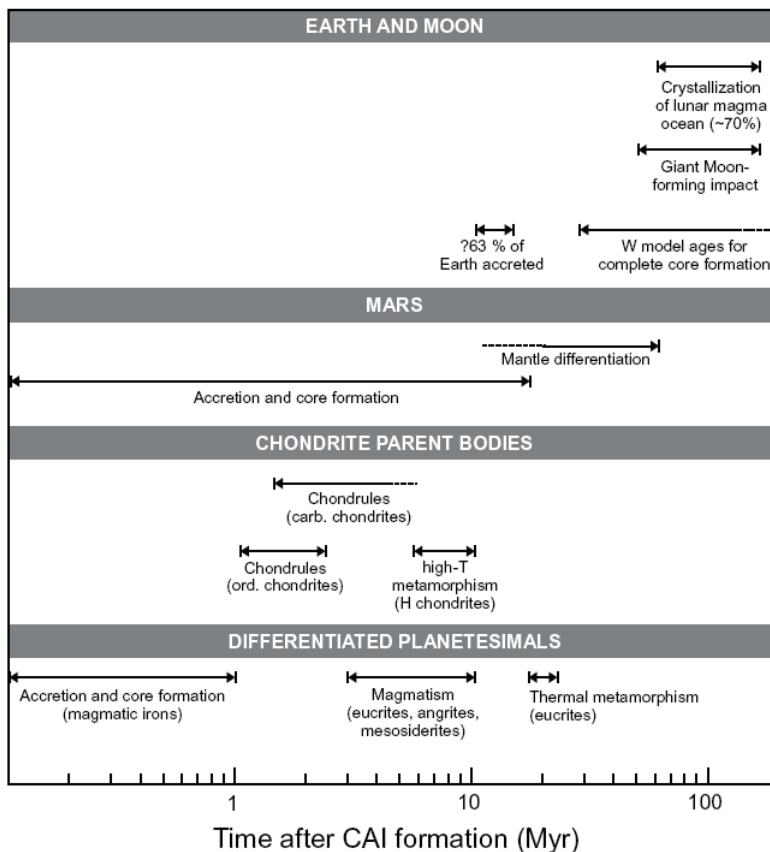 EARTH AND MOON
Crystallization
of lunar magma
ocean (~70%)
Giant Moon-
forming impact
?63 % of
Earth accreted
W model ages for
complete core formation
MARS
Mantle differentiation
Accretion and core formation
CHONDRITE PARENT BODIES
Chondrules
(carb. chondrites)
Chondrules
(ord. chondrites)
high-T
metamorphism
(H chondrites)
DIFFERENTIATED PLANETESIMALS
Accretion and core formation
(magmatic irons)
Magmatism
(eucrites, angrites,
mesosiderites)
Thermal metamorphism
(eucrites)
1 10 100
Time after CAI formation (Myr)